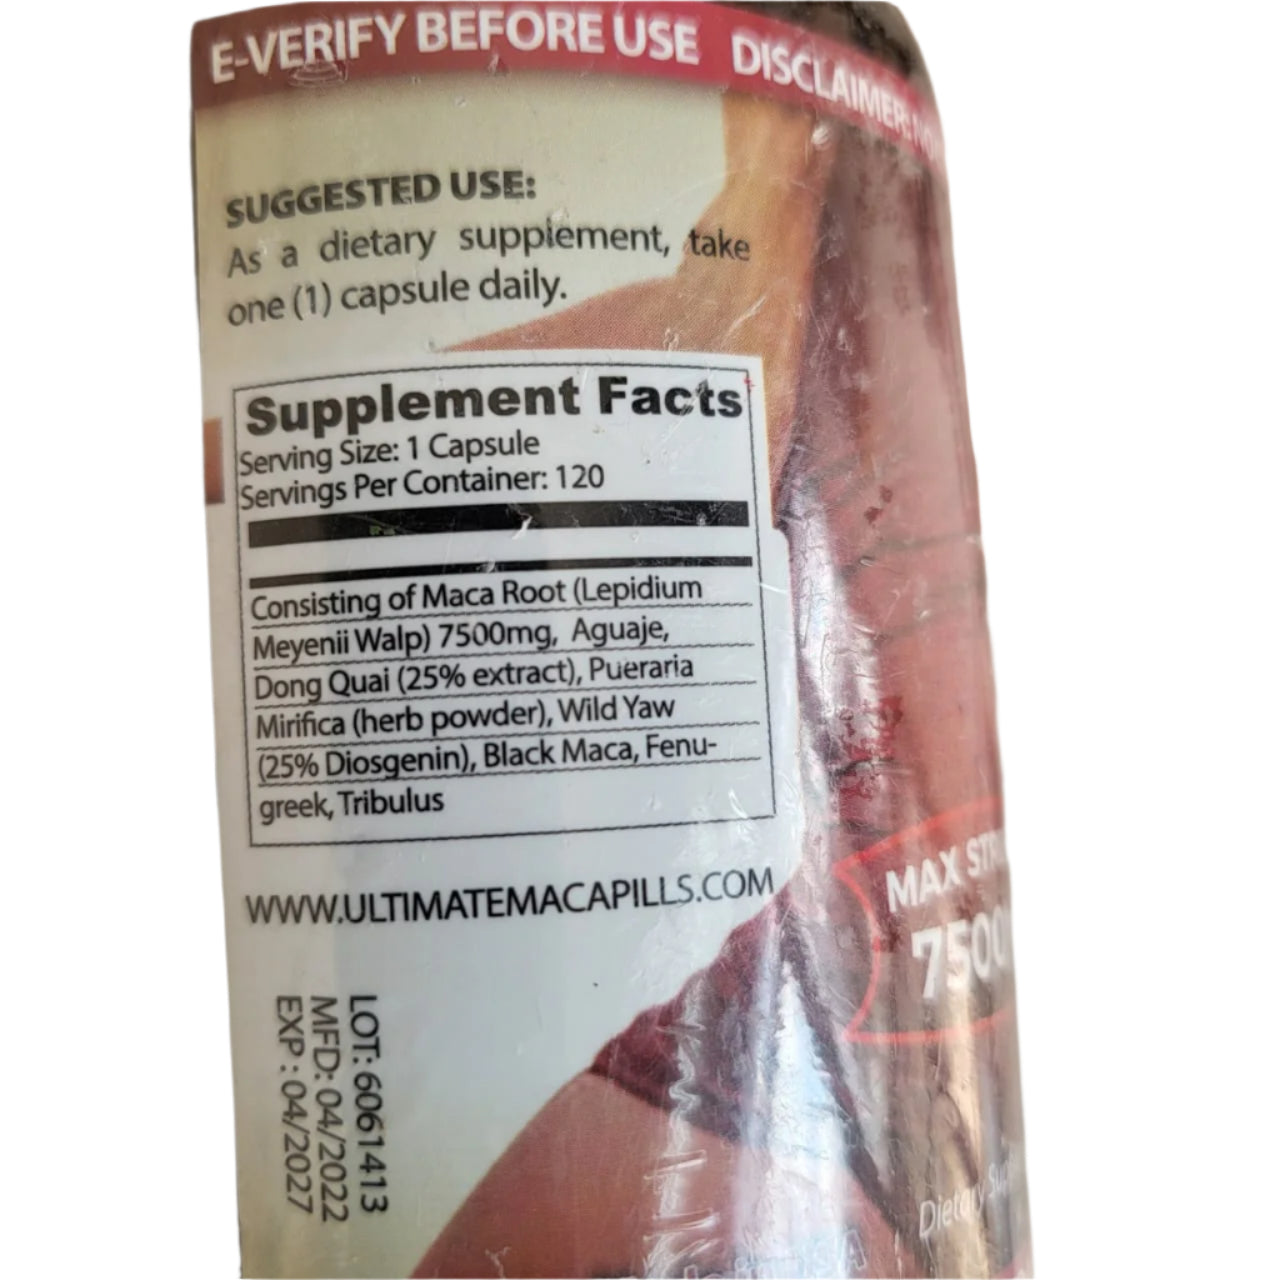 E-VERIFY BEFORE USE DISCLAIMER:
SUGGESTED USE:
As a dietary supplement, take
one (1) capsule daily.
Supplement Facts
Serving Size: 1 Capsule
Servings Per Container: 120
Consisting of Maca Root (Lepidium
Meyenii Walp) 7500mg, Aguaje,
Dong Quai (25% extract), Pueraria
Mirifica (herb powder), Wild Yaw
(25% Diosgenin), Black Maca, Fenu-
greek, Tribulus
WWW.ULTIMATEMACAPILLS.COM
LOT: 6061413
MFD: 04/2022
EXP : 04/2027
MAX
7500
Dietary